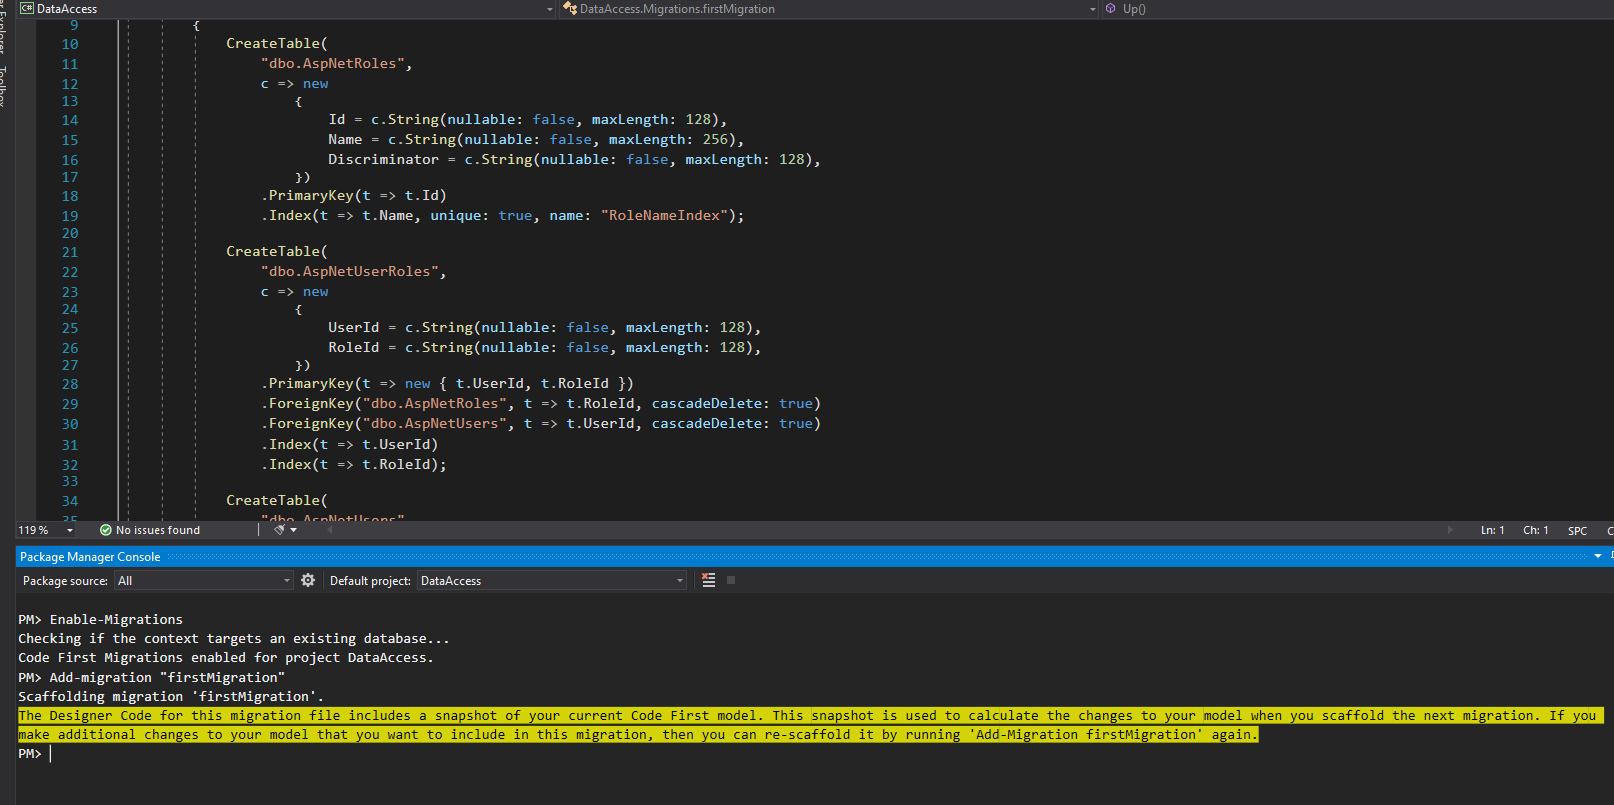 er Explorer
Toolbox
C# DataAccess
DataAccess.Migrations.firstMigration
Up()
9 {
10 CreateTable(
11 "dbo.AspNetRoles",
12 c => new
13 {
14 Id = c.String(nullable: false, maxLength: 128),
15 Name = c.String(nullable: false, maxLength: 256),
16 Discriminator = c.String(nullable: false, maxLength: 128),
17 })
18 .PrimaryKey(t => t.Id)
19 .Index(t => t.Name, unique: true, name: "RoleNameIndex");
20
21 CreateTable(
22 "dbo.AspNetUserRoles",
23 c => new
24 {
25 UserId = c.String(nullable: false, maxLength: 128),
26 RoleId = c.String(nullable: false, maxLength: 128),
27 })
28 .PrimaryKey(t => new { t.UserId, t.RoleId })
29 .ForeignKey("dbo.AspNetRoles", t => t.RoleId, cascadeDelete: true)
30 .ForeignKey("dbo.AspNetUsers", t => t.UserId, cascadeDelete: true)
31 .Index(t => t.UserId)
32 .Index(t => t.RoleId);
33
34 CreateTable(
35 "dbo.AspNetUsers"
119 % No issues found Ln: 1 Ch: 1 SPC
Package Manager Console
Package source: All Default project: DataAccess
PM> Enable-Migrations
Checking if the context targets an existing database...
Code First Migrations enabled for project DataAccess.
PM> Add-migration "firstMigration"
Scaffolding migration 'firstMigration'.
The Designer Code for this migration file includes a snapshot of your current Code First model. This snapshot is used to calculate the changes to your model when you scaffold the next migration. If you
make additional changes to your model that you want to include in this migration, then you can re-scaffold it by running 'Add-Migration firstMigration' again.
PM>